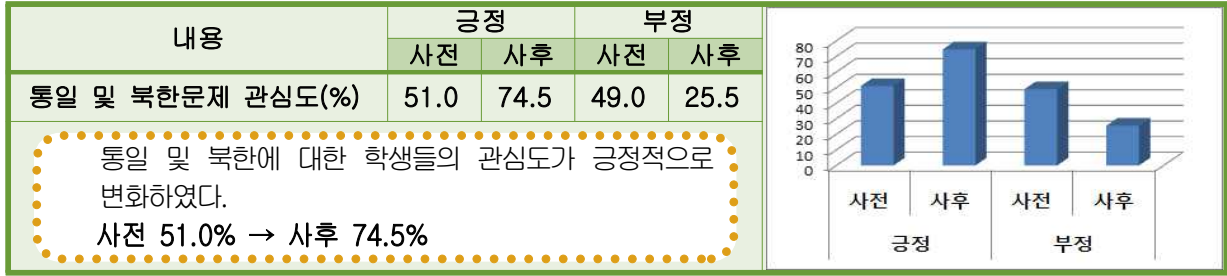 내용 긍정 부정
사전 사후 사전 사후
통일 및 북한문제 관심도(%) 51.0 74.5 49.0 25.5
통일 및 북한에 대한 학생들의 관심도가 긍정적으로
변화하였다.
사전 51.0% → 사후 74.5%
80
70
60
50
40
30
20
10
0
사전 사후 사전 사후
긍정 부정